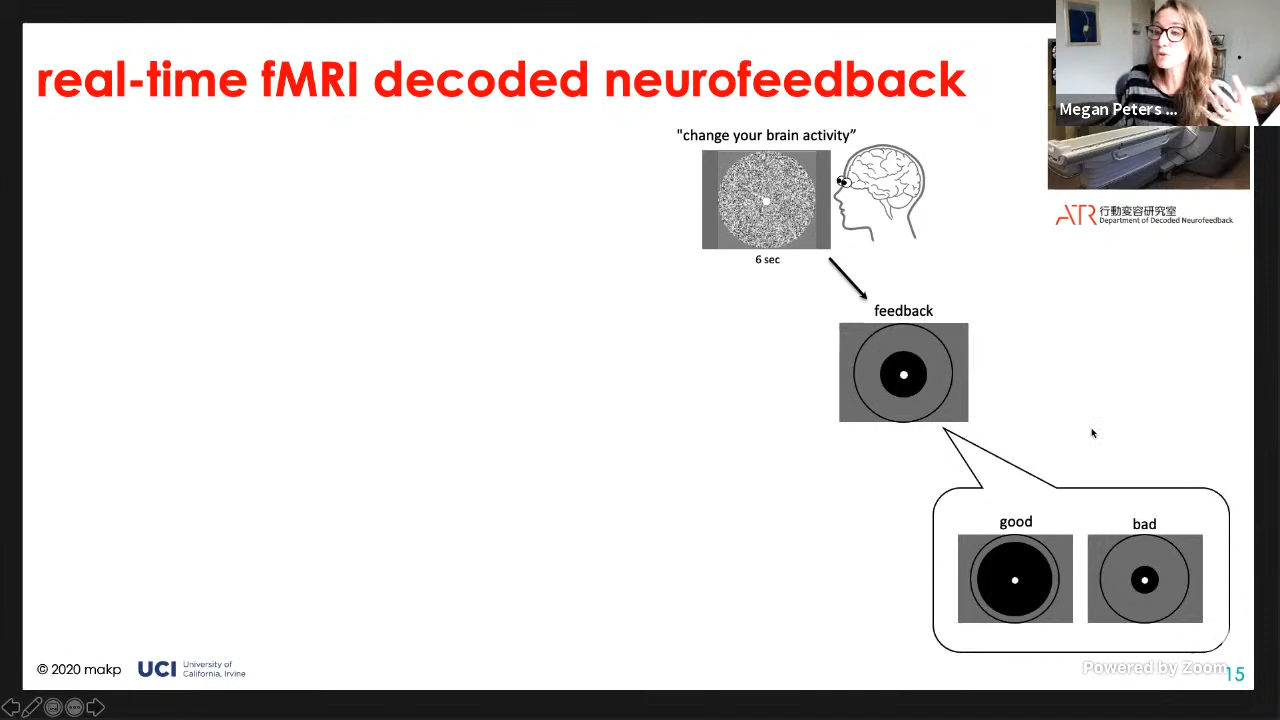 real-time fMRI decoded neurofeedback
Megan Peters ...
"change your brain activity”
6 sec
ATR 行動変容研究室
Department of Decoded Neurofeedback
feedback
good
bad
© 2020 makp
UCI University of
California, Irvine
Powered by Zoom
15